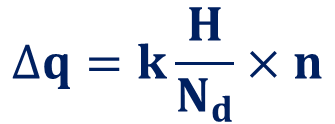 Δq = k H/N_d × n